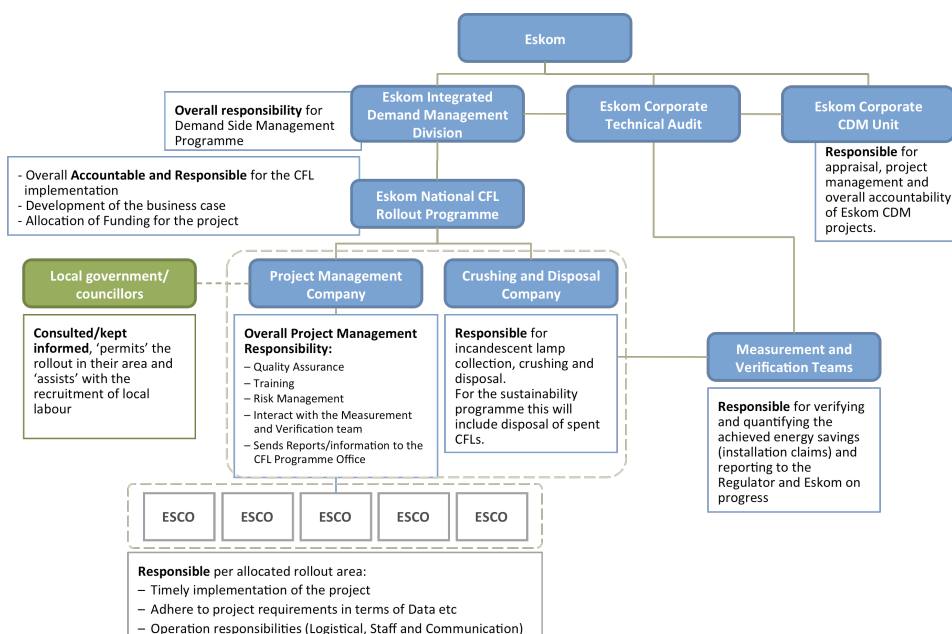 Eskom
Eskom Integrated
Demand Management
Division
Eskom Corporate
Technical Audit
Eskom Corporate
CDM Unit
Overall responsibility for
Demand Side Management
Programme
Responsible for
appraisal, project
management and
overall accountability
of Eskom CDM
projects.
- Overall Accountable and Responsible for the CFL
implementation
- Development of the business case
- Allocation of Funding for the project
Eskom National CFL
Rollout Programme
Local government/
councillors
Project Management
Company
Crushing and Disposal
Company
Consulted/kept
informed, ‘permits’ the
rollout in their area and
‘assists’ with the
recruitment of local
labour
Overall Project Management
Responsibility:
– Quality Assurance
– Training
– Risk Management
– Interact with the Measurement
and Verification team
– Sends Reports/information to the
CFL Programme Office
Responsible for
incandescent lamp
collection, crushing and
disposal.
For the sustainability
programme this will
include disposal of spent
CFLs.
Measurement and
Verification Teams
Responsible for verifying
and quantifying the
achieved energy savings
(installation claims) and
reporting to the
Regulator and Eskom on
progress
ESCO
ESCO
ESCO
ESCO
ESCO
Responsible per allocated rollout area:
– Timely implementation of the project
– Adhere to project requirements in terms of Data etc
– Operation responsibilities (Logistical, Staff and Communication)